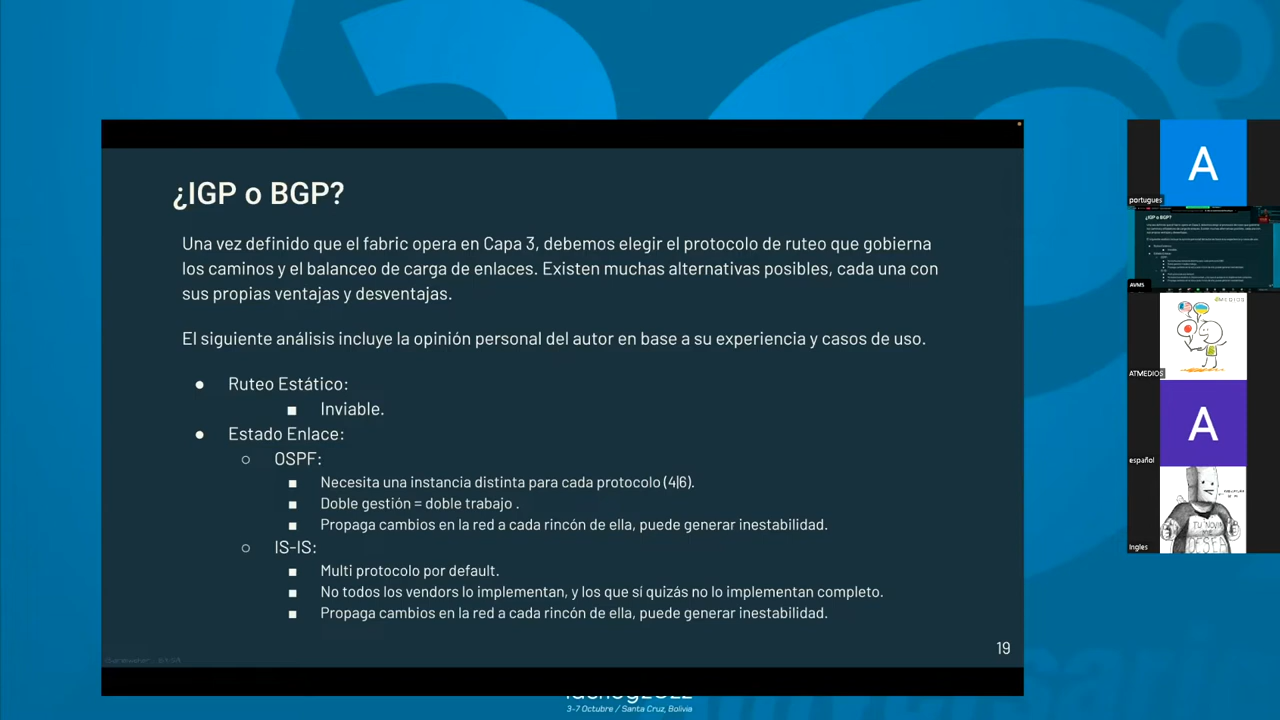 ¿IGP o BGP?
Una vez definido que el fabric opera en Capa 3, debemos elegir el protocolo de ruteo que gobierna
los caminos y el balanceo de carga de enlaces. Existen muchas alternativas posibles, cada una con
sus propias ventajas y desventajas.
El siguiente análisis incluye la opinión personal del autor en base a su experiencia y casos de uso.
● Ruteo Estático:
■ Inviable.
● Estado Enlace:
○ OSPF:
■ Necesita una instancia distinta para cada protocolo (4|6).
■ Doble gestión = doble trabajo .
■ Propaga cambios en la red a cada rincón de ella, puede generar inestabilidad.
○ IS-IS:
■ Multi protocolo por default.
■ No todos los vendors lo implementan, y los que sí quizás no lo implementan completo.
■ Propaga cambios en la red a cada rincón de ella, puede generar inestabilidad.
19
3-7 Octubre / Santa Cruz, Bolivia
A
portugues
¿IGP o BGP?
AVMS
ATMEDIOS
A
español
TU NOVIA
DESEA
Ingles